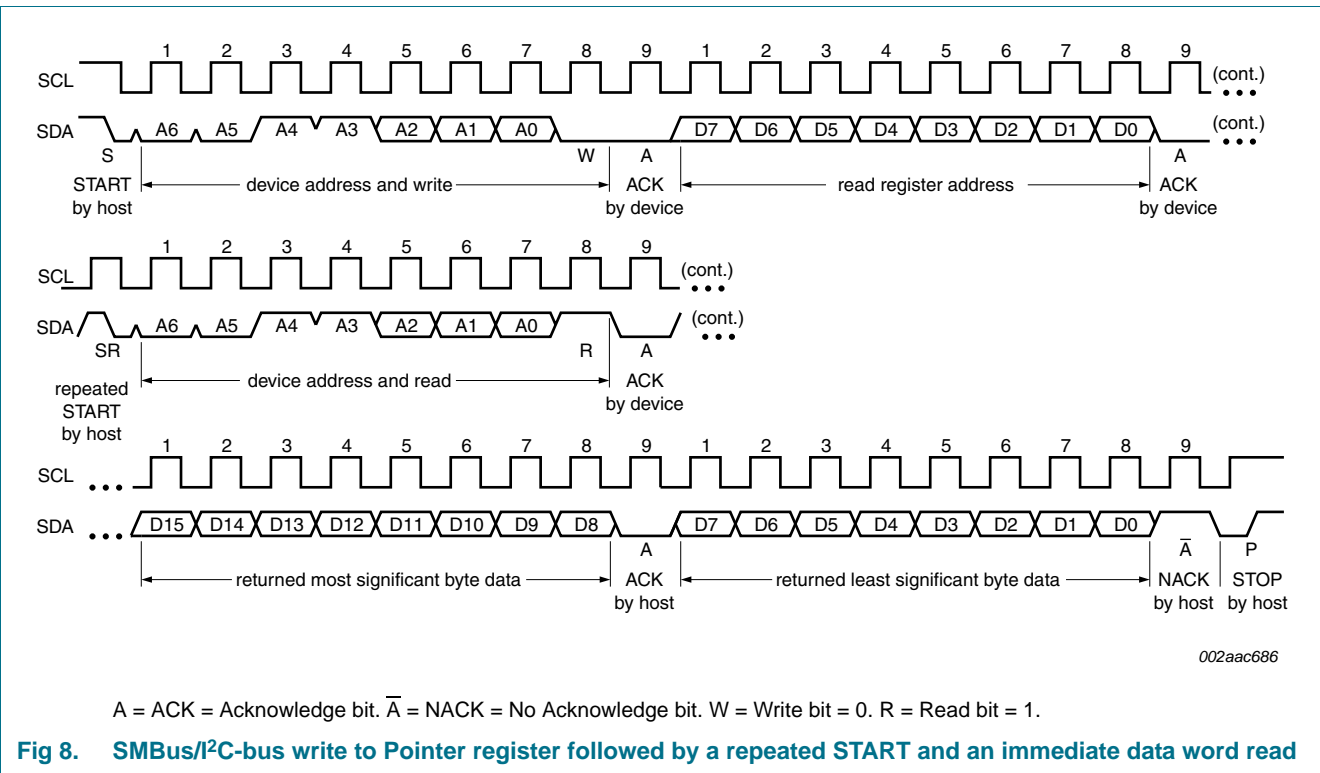 1 2 3 4 5 6 7 8 9 1 2 3 4 5 6 7 8 9
SCL (cont.)
SDA A6 A5 A4 A3 A2 A1 A0 D7 D6 D5 D4 D3 D2 D1 D0 (cont.)
S W A A
START device address and write ACK read register address ACK
by host by device by device
1 2 3 4 5 6 7 8 9
SCL (cont.)
SDA A6 A5 A4 A3 A2 A1 A0 (cont.)
SR R A
repeated device address and read ACK
START by device
by host
1 2 3 4 5 6 7 8 9 1 2 3 4 5 6 7 8 9
SCL
SDA D15 D14 D13 D12 D11 D10 D9 D8 D7 D6 D5 D4 D3 D2 D1 D0
A A̅ P
returned most significant byte data ACK returned least significant byte data NACK STOP
by host by host by host
002aac686
A = ACK = Acknowledge bit. A̅ = NACK = No Acknowledge bit. W = Write bit = 0. R = Read bit = 1.
Fig 8. SMBus/I²C-bus write to Pointer register followed by a repeated START and an immediate data word read